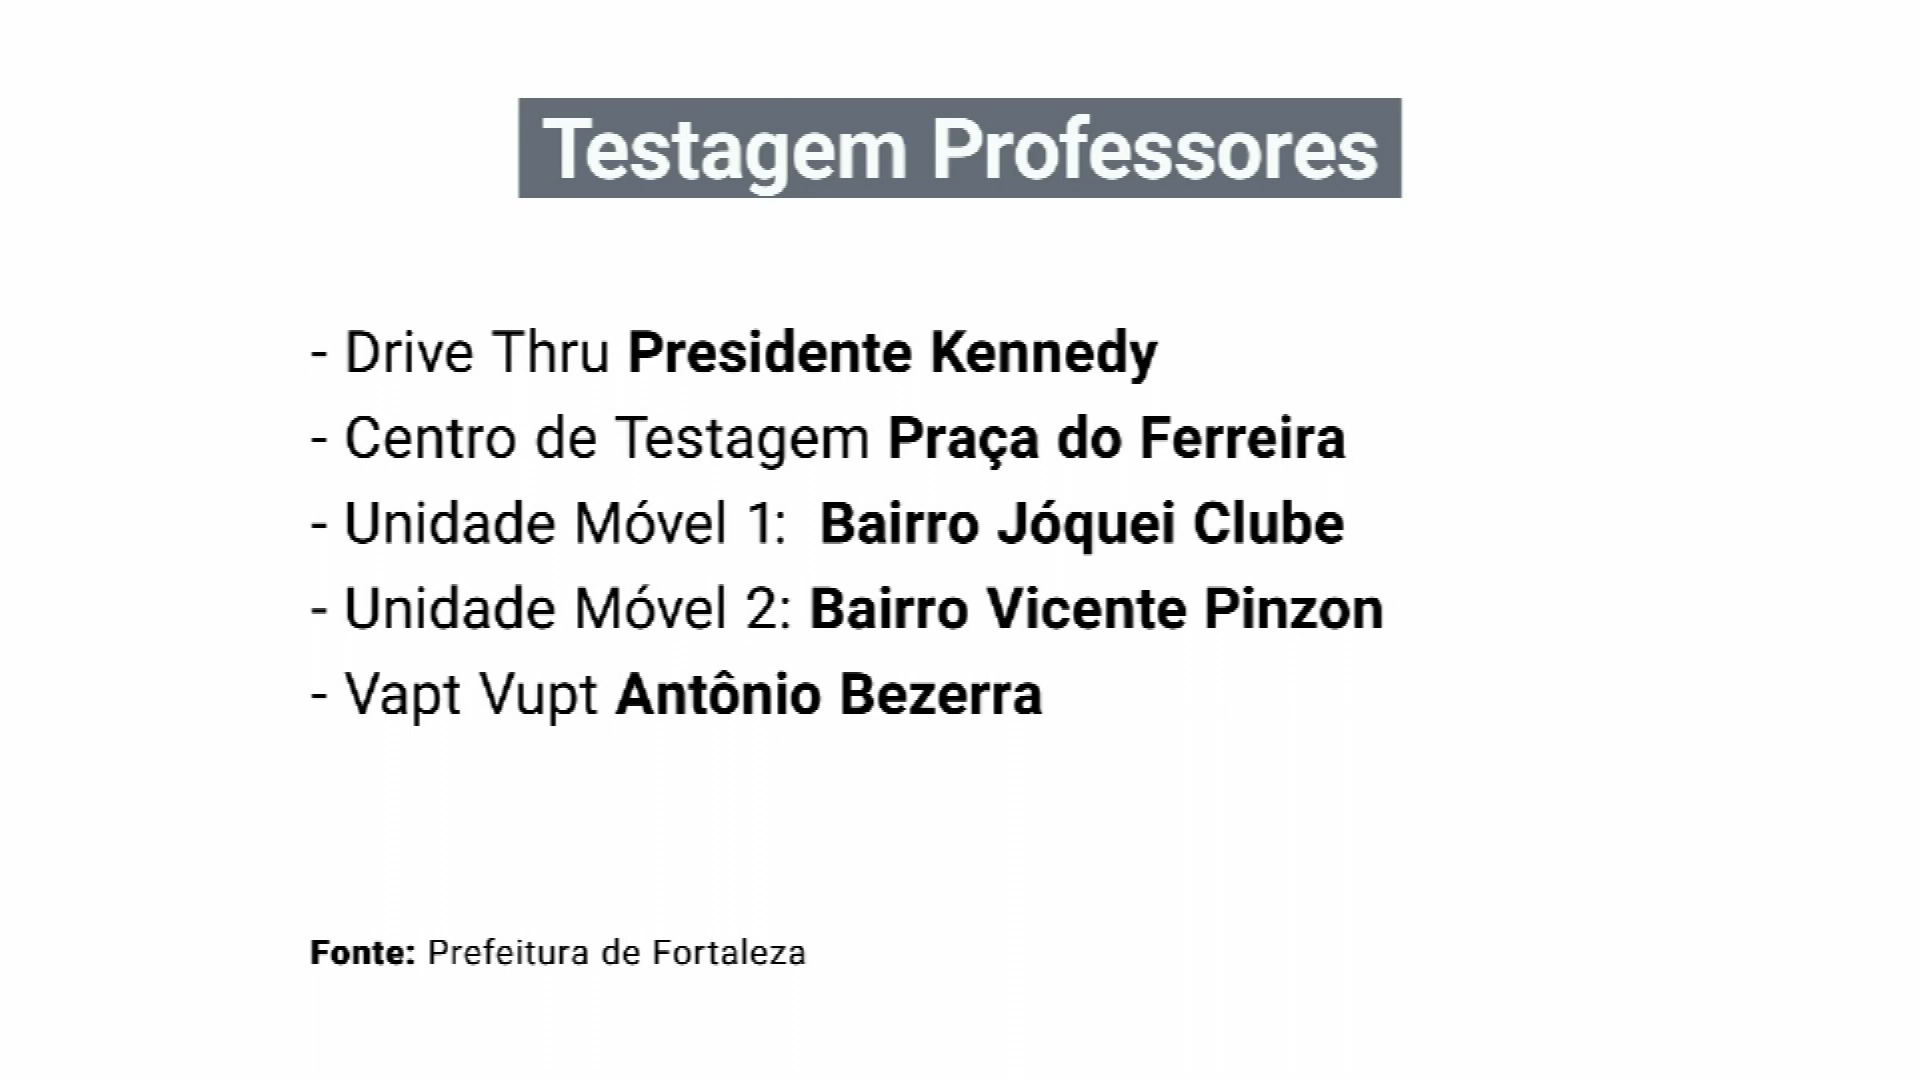 Testagem Professores
- Drive Thru Presidente Kennedy
- Centro de Testagem Praça do Ferreira
- Unidade Móvel 1:  Bairro Jóquei Clube
- Unidade Móvel 2: Bairro Vicente Pinzon
- Vapt Vupt Antônio Bezerra
Fonte: Prefeitura de Fortaleza